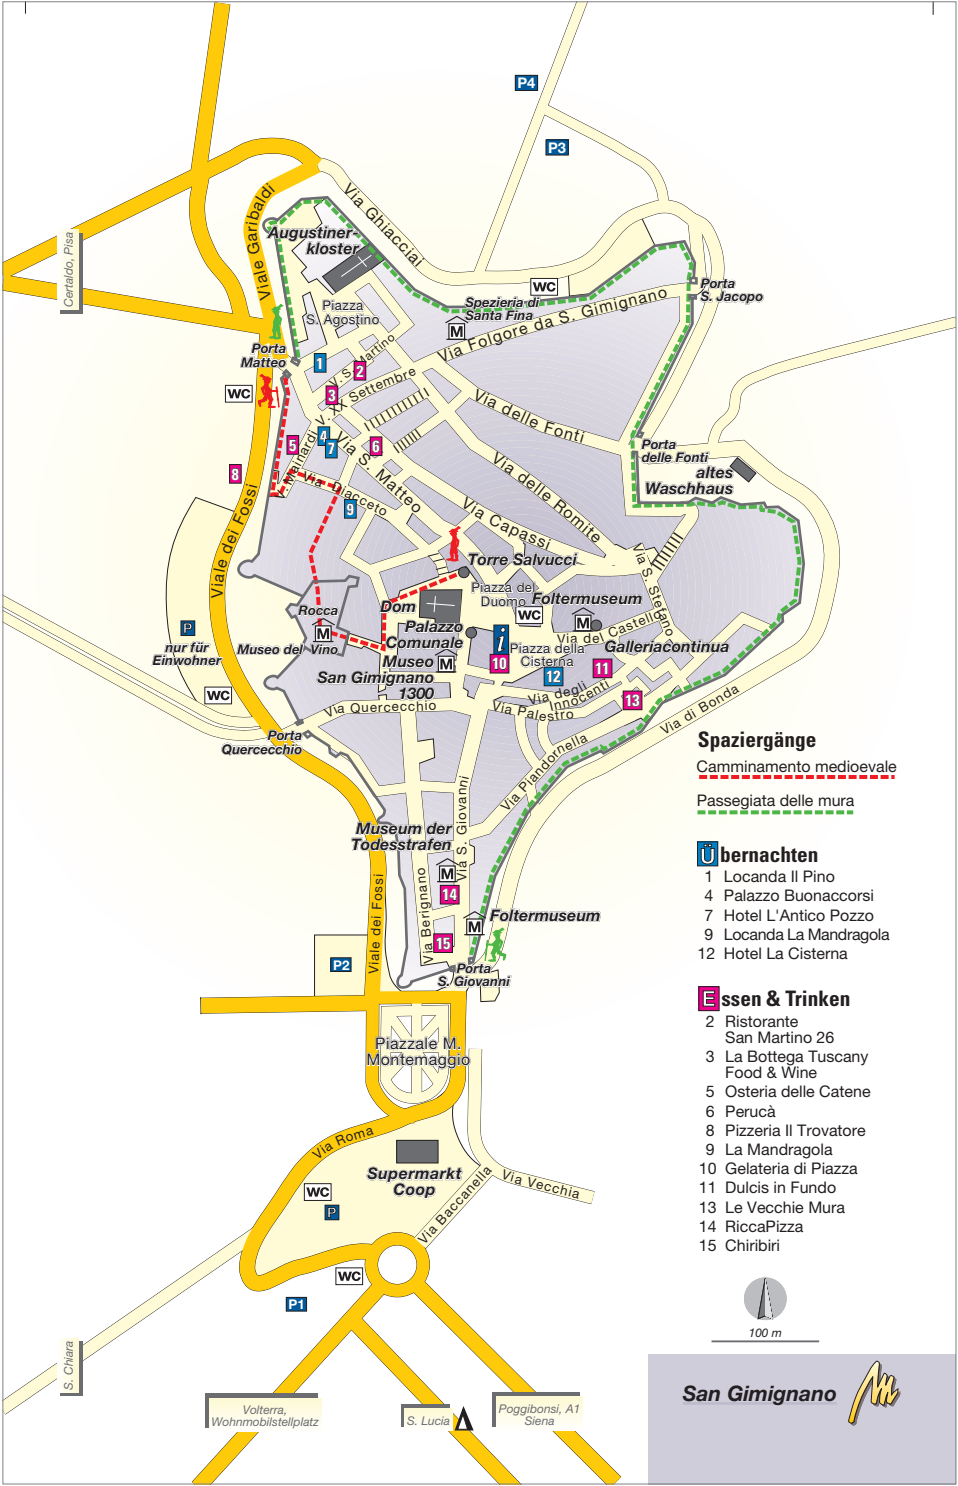 P4
P3
Via Ghiacciai
Viale Garibaldi
Certaldo, Pisa
Augustiner-
kloster
WC
Porta
S. Jacopo
Spezieria di
Santa Fina
M
Piazza
S. Agostino
Via Folgore da S. Gimignano
Porta
Matteo
1
V. S. Martino
2
V. XX Settembre
3
WC
Via delle Fonti
Porta
delle Fonti
altes
Waschhaus
4
7
5
6
8
V. Mainardi
Via S. Matteo
Via Diacceto
9
Via delle Romite
Via Capassi
Viale dei Fossi
Via S. Stefano
Torre Salvucci
Piazza del
Duomo
Foltermuseum
WC
M
Dom
Rocca
M
Museo del Vino
P
nur für
Einwohner
Palazzo
Comunale
i
10
Piazza della
Cisterna
Via del Castello
Galleriacontinua
11
12
13
Museo
San Gimignano
1300
M
WC
Via Quercecchio
Via degli
Innocenti
Via Palestro
Via di Bonda
Porta
Quercecchio
Via Piandornella
Via S. Giovanni
Museum der
Todesstrafen
M
14
Via Berignano
Viale dei Fossi
Foltermuseum
M
15
P2
Porta
S. Giovanni
Piazzale M.
Montemaggio
Via Roma
Supermarkt
Coop
Via Vecchia
Via Baccanella
WC
P
WC
P1
S. Chiara
Volterra,
Wohnmobilstellplatz
S. Lucia
Poggibonsi, A1
Siena
Spaziergänge
Camminamento medioevale
Passegiata delle mura
Übernachten
1 Locanda Il Pino
4 Palazzo Buonaccorsi
7 Hotel L'Antico Pozzo
9 Locanda La Mandragola
12 Hotel La Cisterna
Essen & Trinken
2 Ristorante
San Martino 26
3 La Bottega Tuscany
Food & Wine
5 Osteria delle Catene
6 Perucà
8 Pizzeria Il Trovatore
9 La Mandragola
10 Gelateria di Piazza
11 Dulcis in Fundo
13 Le Vecchie Mura
14 RiccaPizza
15 Chiribiri
100 m
San Gimignano